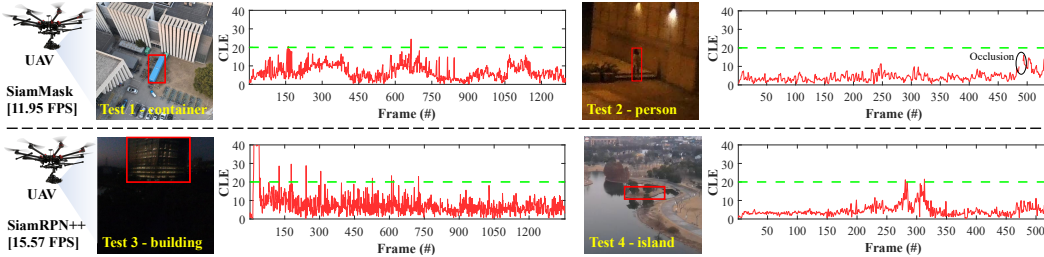 UAV
SiamMask
[11.95 FPS]
Test 1 - container
CLE
40
30
20
10
0
150 300 450 600 750 900 1050 1200
Frame (#)
Test 2 - person
CLE
40
30
20
10
0
Occlusion
50 100 150 200 250 300 350 400 450 500
Frame (#)
UAV
SiamRPN++
[15.57 FPS]
Test 3 - building
CLE
40
30
20
10
0
150 300 450 600 750 900 1050 1200
Frame (#)
Test 4 - island
CLE
40
30
20
10
0
50 100 150 200 250 300 350 400 450 500
Frame (#)